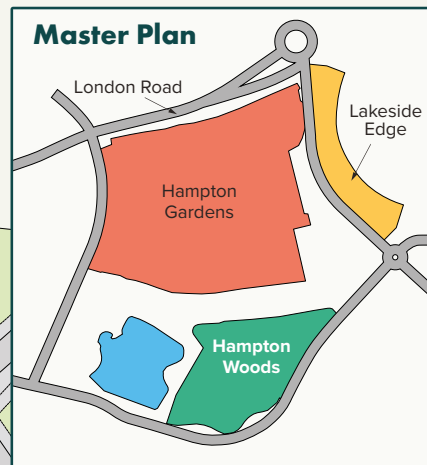 Master Plan
London Road
Lakeside
Edge
Hampton
Gardens
Hampton
Woods